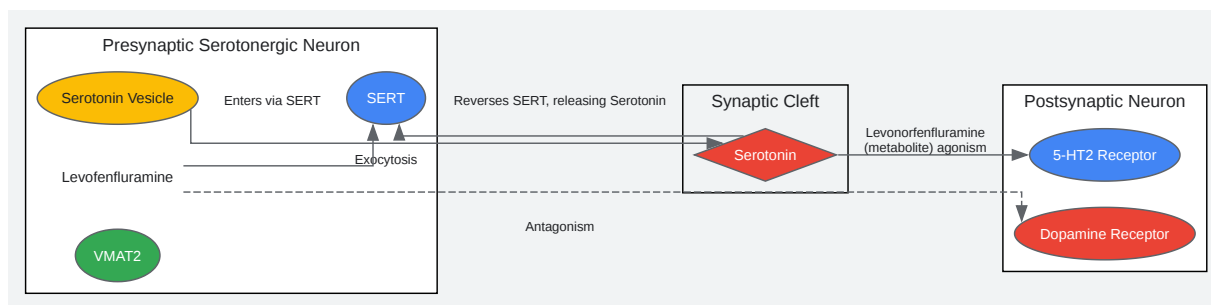 Presynaptic Serotonergic Neuron
Serotonin Vesicle
Enters via SERT
SERT
Reverses SERT, releasing Serotonin
Exocytosis
Levofenfluramine
VMAT2
Antagonism
Synaptic Cleft
Serotonin
Levonorfenfluramine
(metabolite) agonism
Postsynaptic Neuron
5-HT2 Receptor
Dopamine Receptor